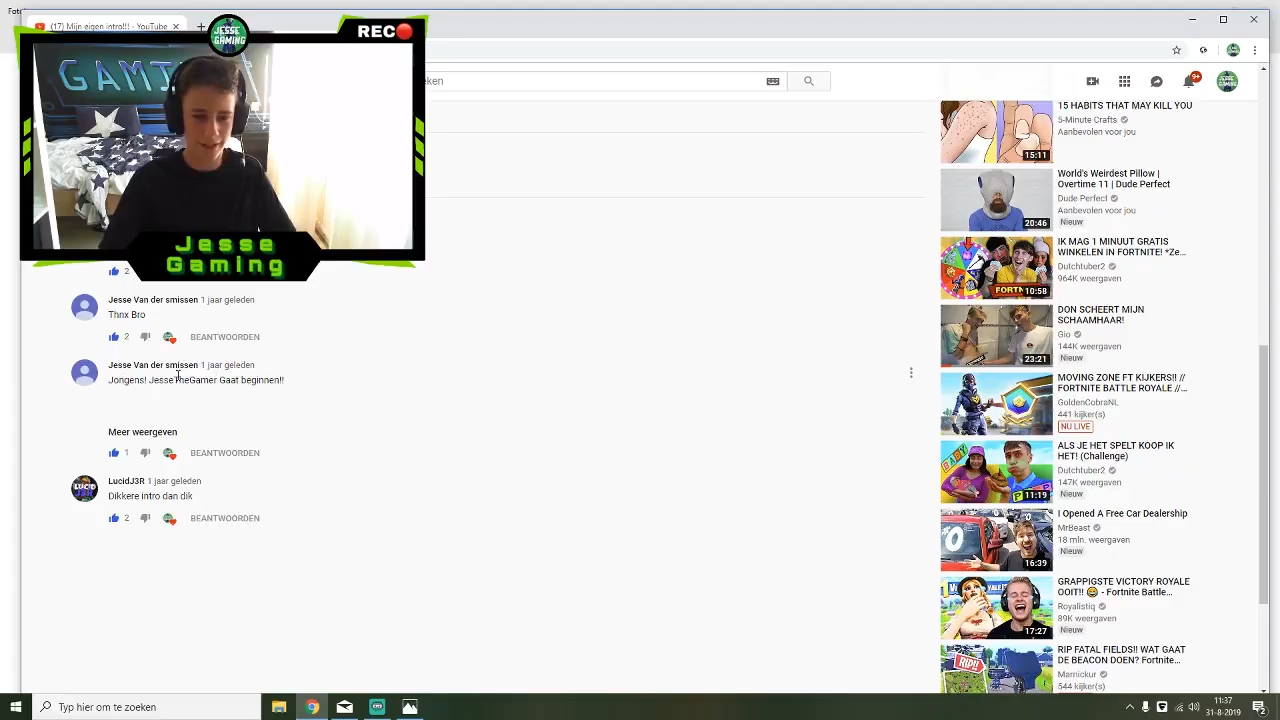 Fot
(17) Mijn eigen intro!!! - YouTub
JESSE
GAMING
REC
GAMI
eken
9+
Jesse
Gaming
2
Jesse Van der smissen 1 jaar geleden
Thnx Bro
2
BEANTWOORDEN
Jesse Van der smissen 1 jaar geleden
Jongens! JesseTheGamer Gaat beginnen!!
Meer weergeven
1
BEANTWOORDEN
LucidJ3R 1 jaar geleden
Dikkere intro dan dik
2
BEANTWOORDEN
15 HABITS THAT MAY KILL YOU
5-Minute Crafts
Aanbevolen voor jou
15:11
World's Weirdest Pillow |
Overtime 11 | Dude Perfect
Dude Perfect
Aanbevolen voor jou
Nieuw
20:46
IK MAG 1 MINUUT GRATIS
WINKELEN IN FORTNITE! *Ze...
Dutchtuber2
964K weergaven
10:58
DON SCHEERT MIJN
SCHAAMHAAR!
Gio
144K weergaven
Nieuw
23:21
MOVING ZONE FT KIJKERS!! //
FORTNITE BATTLE ROYALE //...
GoldenCobraNL
441 kijker(s)
NU LIVE
ALS JE HET SPELT KOOP IK
HET! (Challenge)
Dutchtuber2
147K weergaven
Nieuw
11:19
I Opened A Free Car Dealership
MrBeast
18 mln. weergaven
Nieuw
16:39
GRAPPIGSTE VICTORY ROYALE
OOIT!! 😂 - Fortnite Battle...
Royalistiq
89K weergaven
Nieuw
17:27
RIP FATAL FIELDS!! WAT GAAT
DE BEACON DOEN? Fortnite...
Marnickur
544 kijker(s)
RIP!!
Typ hier om te zoeken
11:37
31-8-2019